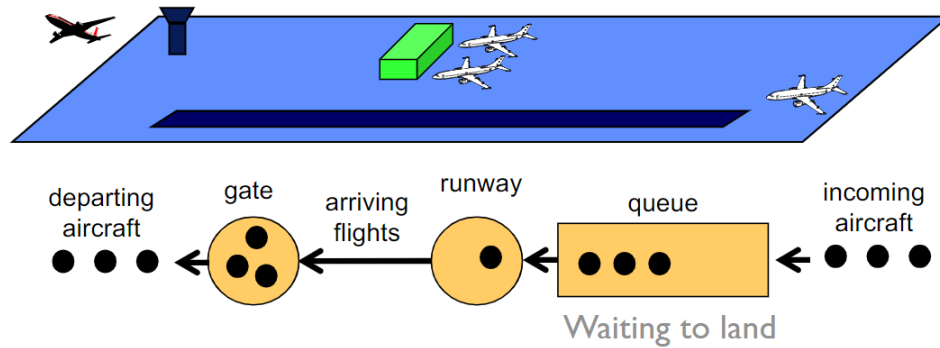 departing
aircraft
gate
arriving
flights
runway
queue
incoming
aircraft
Waiting to land